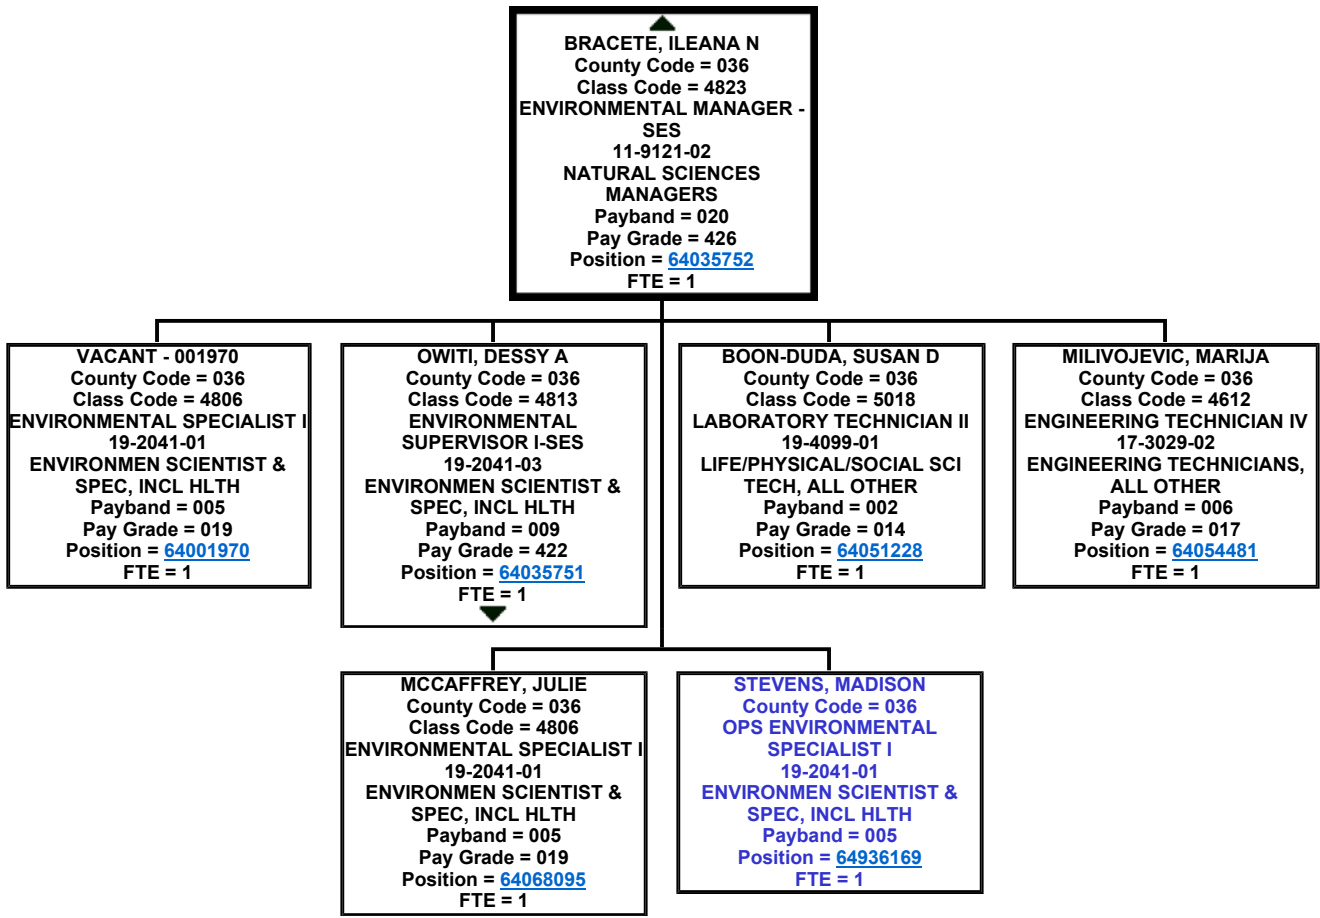 BRACETE, ILEANA N
County Code = 036
Class Code = 4823
ENVIRONMENTAL MANAGER -
SES
11-9121-02
NATURAL SCIENCES
MANAGERS
Payband = 020
Pay Grade = 426
Position = 64035752
FTE = 1
VACANT - 001970
County Code = 036
Class Code = 4806
ENVIRONMENTAL SPECIALIST I
19-2041-01
ENVIRONMEN SCIENTIST &
SPEC, INCL HLTH
Payband = 005
Pay Grade = 019
Position = 64001970
FTE = 1
OWITI, DESSY A
County Code = 036
Class Code = 4813
ENVIRONMENTAL
SUPERVISOR I-SES
19-2041-03
ENVIRONMEN SCIENTIST &
SPEC, INCL HLTH
Payband = 009
Pay Grade = 422
Position = 64035751
FTE = 1
BOON-DUDA, SUSAN D
County Code = 036
Class Code = 5018
LABORATORY TECHNICIAN II
19-4099-01
LIFE/PHYSICAL/SOCIAL SCI
TECH, ALL OTHER
Payband = 002
Pay Grade = 014
Position = 64051228
FTE = 1
MILIVOJEVIC, MARIJA
County Code = 036
Class Code = 4612
ENGINEERING TECHNICIAN IV
17-3029-02
ENGINEERING TECHNICIANS,
ALL OTHER
Payband = 006
Pay Grade = 017
Position = 64054481
FTE = 1
MCCAFFREY, JULIE
County Code = 036
Class Code = 4806
ENVIRONMENTAL SPECIALIST I
19-2041-01
ENVIRONMEN SCIENTIST &
SPEC, INCL HLTH
Payband = 005
Pay Grade = 019
Position = 64068095
FTE = 1
STEVENS, MADISON
County Code = 036
OPS ENVIRONMENTAL
SPECIALIST I
19-2041-01
ENVIRONMEN SCIENTIST &
SPEC, INCL HLTH
Payband = 005
Position = 64936169
FTE = 1